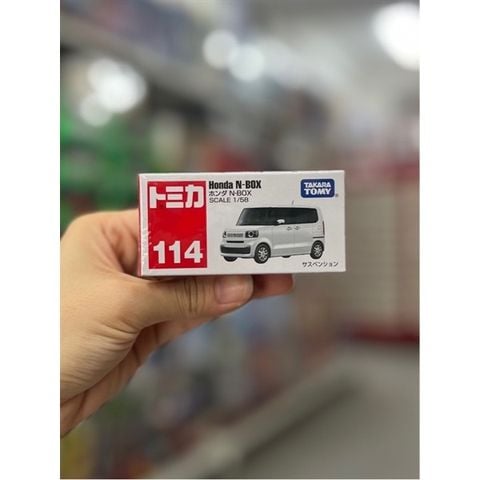 トミカ
114
Honda N-BOX
ホンダ N-BOX
SCALE 1/58
TAKARA
TOMY
サスペンション